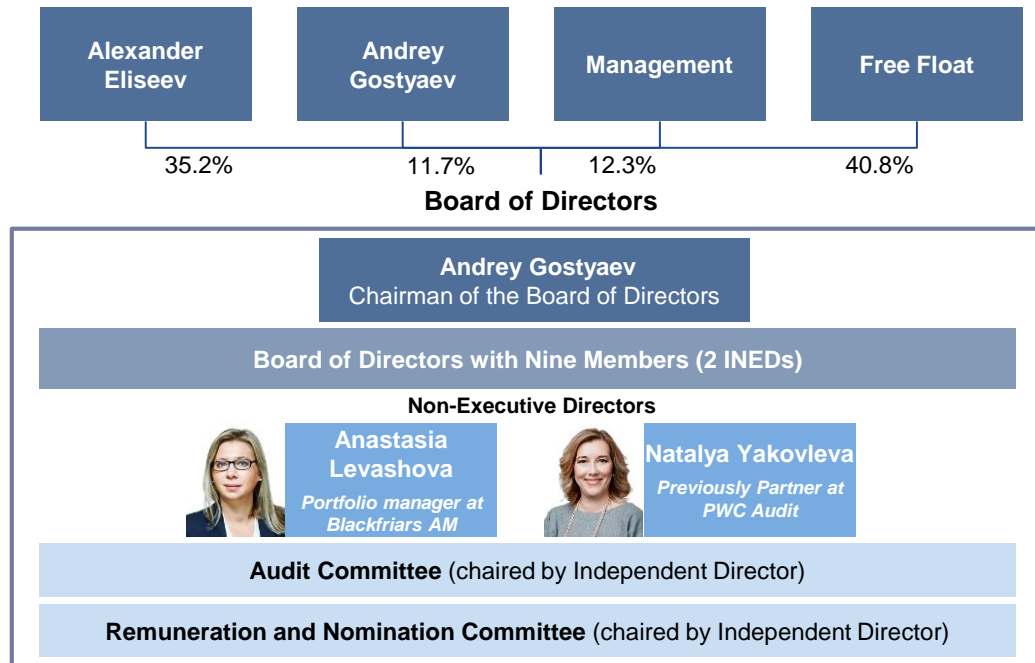 Alexander
Eliseev
Andrey
Gostyaev
Management
Free Float
35.2%
11.7%
12.3%
40.8%
Board of Directors
Andrey Gostyaev
Chairman of the Board of Directors
Board of Directors with Nine Members (2 INEDs)
Non-Executive Directors
Anastasia
Levashova
Portfolio manager at
Blackfriars AM
Natalya Yakovleva
Previously Partner at
PWC Audit
Audit Committee (chaired by Independent Director)
Remuneration and Nomination Committee (chaired by Independent Director)